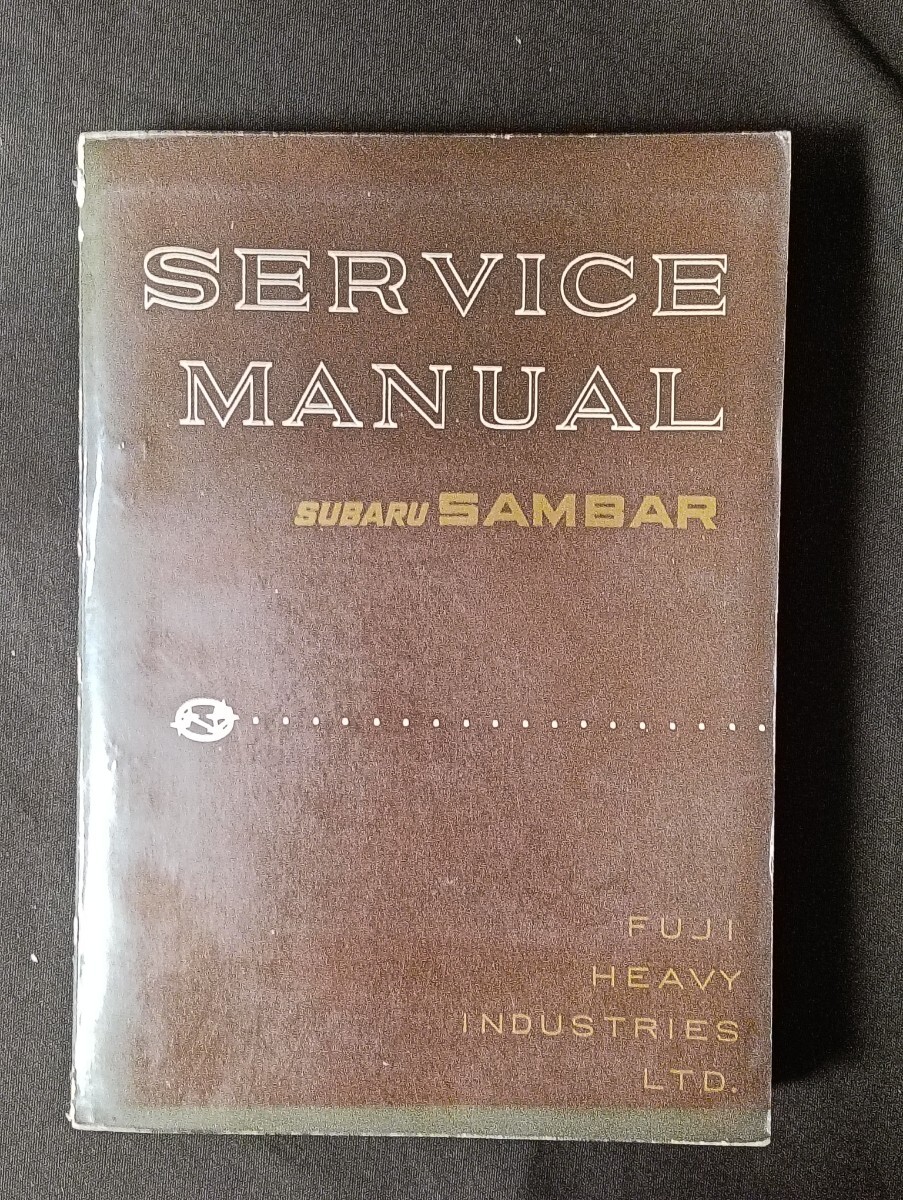 SERVICE
MANUAL
SUBARU SAMBAR
FUJI
HEAVY
INDUSTRIES
LTD.